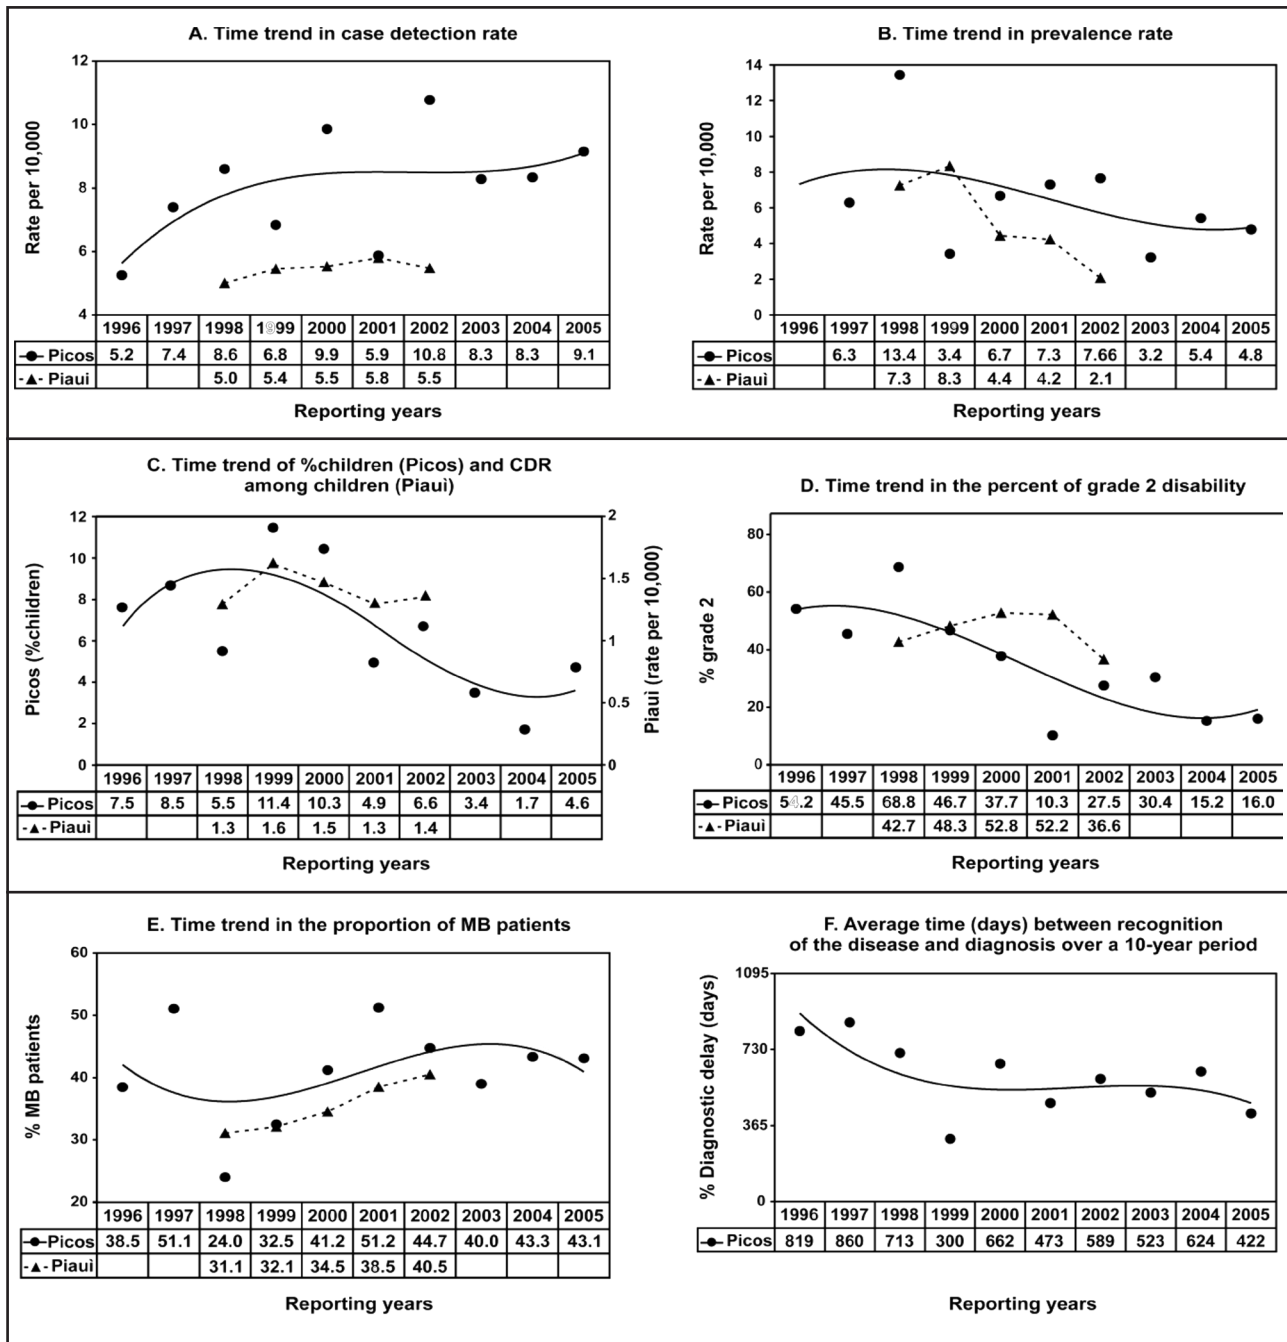 A. Time trend in case detection rate
Rate per 10,000
12
10
8
6
4
1996 1997 1998 1999 2000 2001 2002 2003 2004 2005
Picos 5.2 7.4 8.6 6.8 9.9 5.9 10.8 8.3 8.3 9.1
Piauì 5.0 5.4 5.5 5.8 5.5
Reporting years
B. Time trend in prevalence rate
Rate per 10,000
14
12
10
8
6
4
2
0
1996 1997 1998 1999 2000 2001 2002 2003 2004 2005
Picos 6.3 13.4 3.4 6.7 7.3 7.66 3.2 5.4 4.8
Piauì 7.3 8.3 4.4 4.2 2.1
Reporting years
C. Time trend of %children (Picos) and CDR
among children (Piauì)
Picos (%children)
12
10
8
6
4
2
0
Piauì (rate per 10,000)
2
1.5
1
0.5
0
1996 1997 1998 1999 2000 2001 2002 2003 2004 2005
Picos 7.5 8.5 5.5 11.4 10.3 4.9 6.6 3.4 1.7 4.6
Piauì 1.3 1.6 1.5 1.3 1.4
Reporting years
D. Time trend in the percent of grade 2 disability
% grade 2
80
60
40
20
0
1996 1997 1998 1999 2000 2001 2002 2003 2004 2005
Picos 54.2 45.5 68.8 46.7 37.7 10.3 27.5 30.4 15.2 16.0
Piauì 42.7 48.3 52.8 52.2 36.6
Reporting years
E. Time trend in the proportion of MB patients
% MB patients
60
50
40
30
20
1996 1997 1998 1999 2000 2001 2002 2003 2004 2005
Picos 38.5 51.1 24.0 32.5 41.2 51.2 44.7 40.0 43.3 43.1
Piauì 31.1 32.1 34.5 38.5 40.5
Reporting years
F. Average time (days) between recognition
of the disease and diagnosis over a 10-year period
% Diagnostic delay (days)
1095
730
365
0
1996 1997 1998 1999 2000 2001 2002 2003 2004 2005
Picos 819 860 713 300 662 473 589 523 624 422
Reporting years